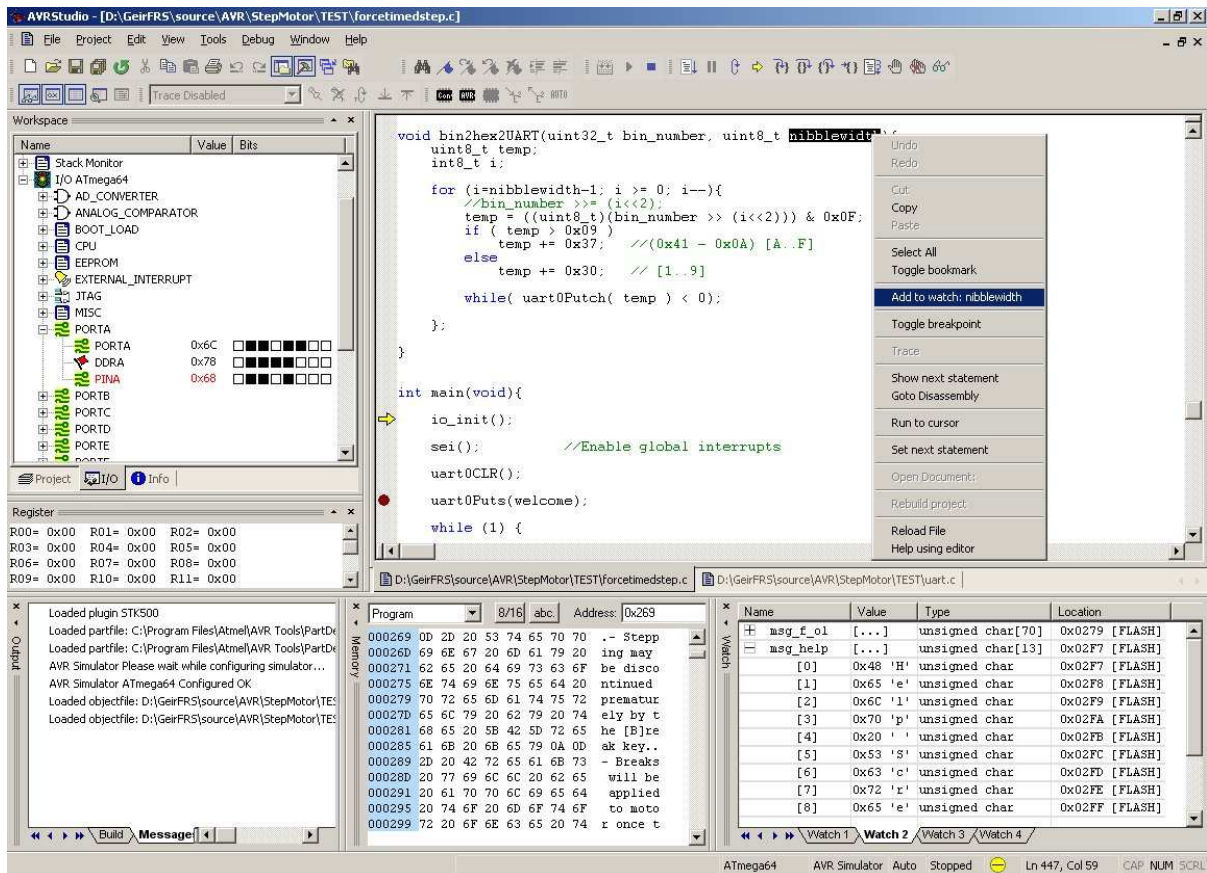 AVRStudio - [D:\GeirFRS\source\AVR\StepMotor\TEST\forcetimedstep.c]
File Project Edit View Tools Debug Window Help
Trace Disabled
Con AVR AUTO
Workspace
Name Value Bits
Stack Monitor
I/O ATmega64
AD_CONVERTER
ANALOG_COMPARATOR
BOOT_LOAD
CPU
EEPROM
EXTERNAL_INTERRUPT
JTAG
MISC
PORTA
PORTA 0x6C
DDRA 0x78
PINA 0x68
PORTB
PORTC
PORTD
PORTE
Project I/O Info
Register
R00= 0x00 R01= 0x00 R02= 0x00
R03= 0x00 R04= 0x00 R05= 0x00
R06= 0x00 R07= 0x00 R08= 0x00
R09= 0x00 R10= 0x00 R11= 0x00
void bin2hex2UART(uint32_t bin_number, uint8_t nibblewidth){
uint8_t temp;
int8_t i;
for (i=nibblewidth-1; i >= 0; i--){
//bin_number >>= (i<<2);
temp = ((uint8_t)(bin_number >> (i<<2))) & 0x0F;
if ( temp > 0x09 )
temp += 0x37; //(0x41 - 0x0A) [A..F]
else
temp += 0x30; // [1..9]
while( uart0Putch( temp ) < 0);
};
}
int main(void){
io_init();
sei(); //Enable global interrupts
uart0CLR();
uart0Puts(welcome);
while (1) {
Undo
Redo
Cut
Copy
Paste
Select All
Toggle bookmark
Add to watch: nibblewidth
Toggle breakpoint
Trace
Show next statement
Goto Disassembly
Run to cursor
Set next statement
Open Document:
Rebuild project
Reload File
Help using editor
D:\GeirFRS\source\AVR\StepMotor\TEST\forcetimedstep.c D:\GeirFRS\source\AVR\StepMotor\TEST\uart.c
Output
Loaded plugin STK500
Loaded partfile: C:\Program Files\Atmel\AVR Tools\PartDe
Loaded partfile: C:\Program Files\Atmel\AVR Tools\PartDe
AVR Simulator Please wait while configuring simulator...
AVR Simulator ATmega64 Configured OK
Loaded objectfile: D:\GeirFRS\source\AVR\StepMotor\TES
Loaded objectfile: D:\GeirFRS\source\AVR\StepMotor\TES
Build Message
Memory
Program 8/16 abc. Address: 0x269
000269 0D 2D 20 53 74 65 70 70 .- Stepp
00026D 69 6E 67 20 6D 61 79 20 ing may
000271 62 65 20 64 69 73 63 6F be disco
000275 6E 74 69 6E 75 65 64 20 ntinued
000279 70 72 65 6D 61 74 75 72 prematur
00027D 65 6C 79 20 62 79 20 74 ely by t
000281 68 65 20 5B 42 5D 72 65 he [B]re
000285 61 6B 20 6B 65 79 0A 0D ak key..
000289 2D 20 42 72 65 61 6B 73 - Breaks
00028D 20 77 69 6C 6C 20 62 65 will be
000291 20 61 70 70 6C 69 65 64 applied
000295 20 74 6F 20 6D 6F 74 6F to moto
000299 72 20 6F 6E 63 65 20 74 r once t
Watch
Name Value Type Location
msg_f_ol [...] unsigned char[70] 0x0279 [FLASH]
msg_help [...] unsigned char[13] 0x02F7 [FLASH]
[0] 0x48 'H' unsigned char 0x02F7 [FLASH]
[1] 0x65 'e' unsigned char 0x02F8 [FLASH]
[2] 0x6C 'l' unsigned char 0x02F9 [FLASH]
[3] 0x70 'p' unsigned char 0x02FA [FLASH]
[4] 0x20 ' ' unsigned char 0x02FB [FLASH]
[5] 0x53 'S' unsigned char 0x02FC [FLASH]
[6] 0x63 'c' unsigned char 0x02FD [FLASH]
[7] 0x72 'r' unsigned char 0x02FE [FLASH]
[8] 0x65 'e' unsigned char 0x02FF [FLASH]
Watch 1 Watch 2 Watch 3 Watch 4
ATmega64 AVR Simulator Auto Stopped Ln 447, Col 59 CAP NUM SCRL